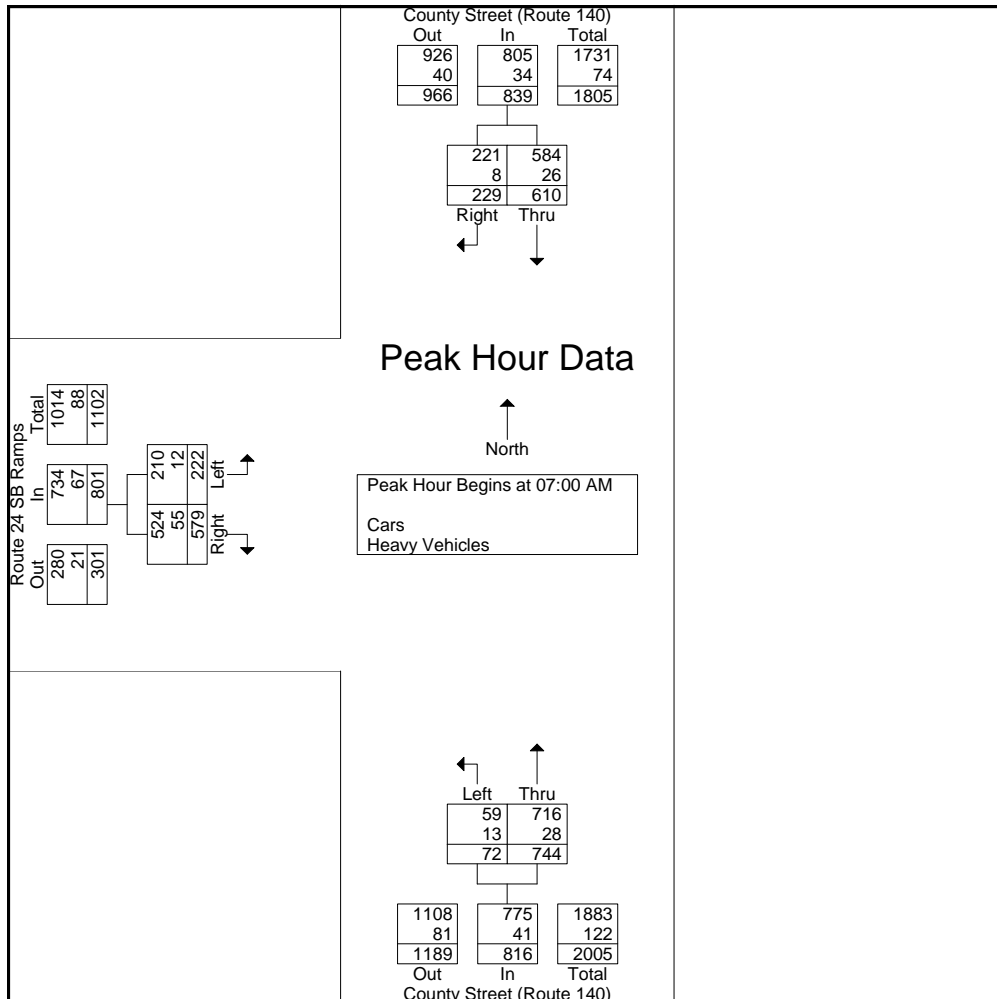 County Street (Route 140)
Out In Total
926 805 1731
40 34 74
966 839 1805
221 584
8 26
229 610
Right Thru
Peak Hour Data
North
Peak Hour Begins at 07:00 AM
Cars
Heavy Vehicles
Route 24 SB Ramps
Out In Total
280 734 1014
21 67 88
301 801 1102
Right Left
524 210
55 12
579 222
Left Thru
59 716
13 28
72 744
1108 775 1883
81 41 122
1189 816 2005
Out In Total
County Street (Route 140)